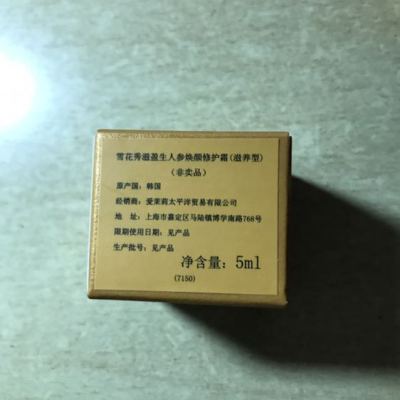 雪花秀滋盈生人参焕颜修护霜(滋养型)
(非卖品)
原产国: 韩国
经销商: 爱茉莉太平洋贸易有限公司
地 址: 上海市嘉定区马陆镇博学南路768号
限期使用日期: 见产品
生产批号: 见产品
净含量: 5ml
(7150)